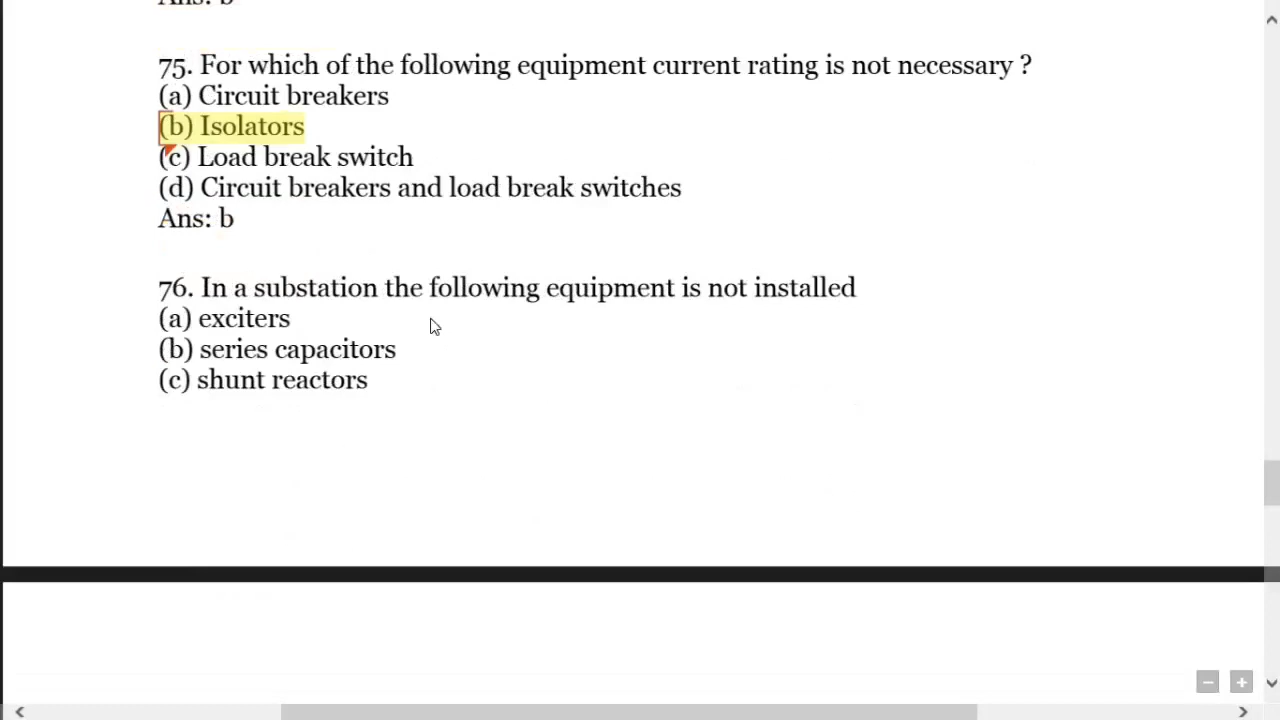 Ans: b
75. For which of the following equipment current rating is not necessary ?
(a) Circuit breakers
(b) Isolators
(c) Load break switch
(d) Circuit breakers and load break switches
Ans: b
76. In a substation the following equipment is not installed
(a) exciters
(b) series capacitors
(c) shunt reactors